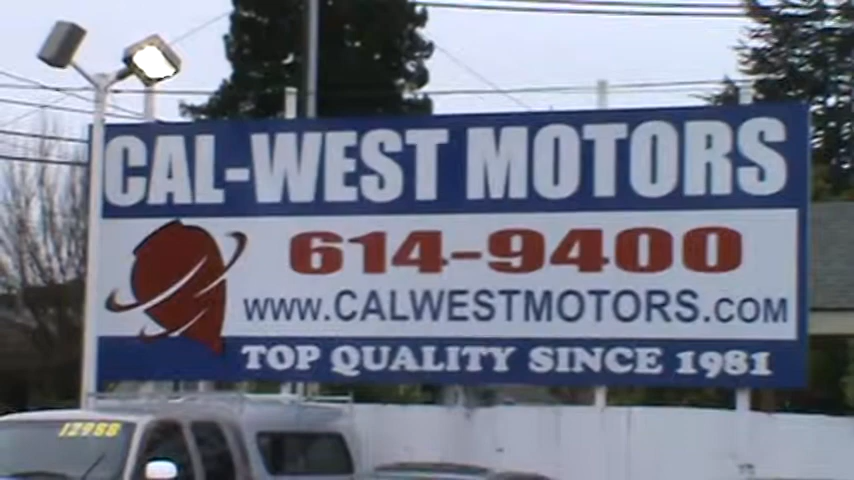 CAL-WEST MOTORS
614-9400
WWW.CALWESTMOTORS.COM
TOP QUALITY SINCE 1981
12988